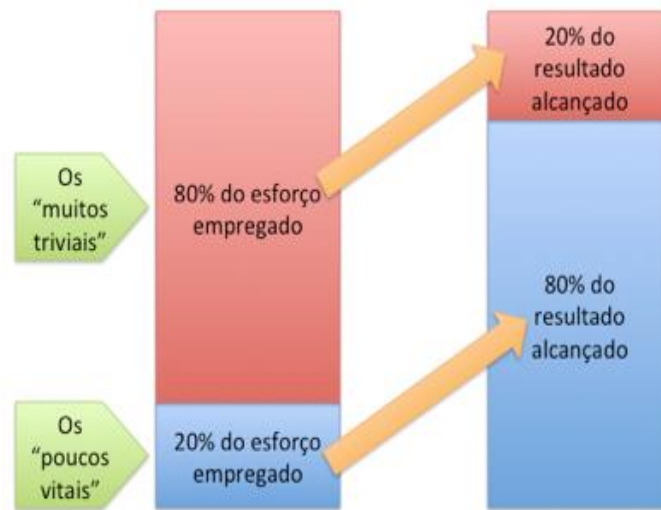 Os
“muitos
triviais”
80% do esforço
empregado
20% do
resultado
alcançado
80% do
resultado
alcançado
Os
“poucos
vitais”
20% do esforço
empregado